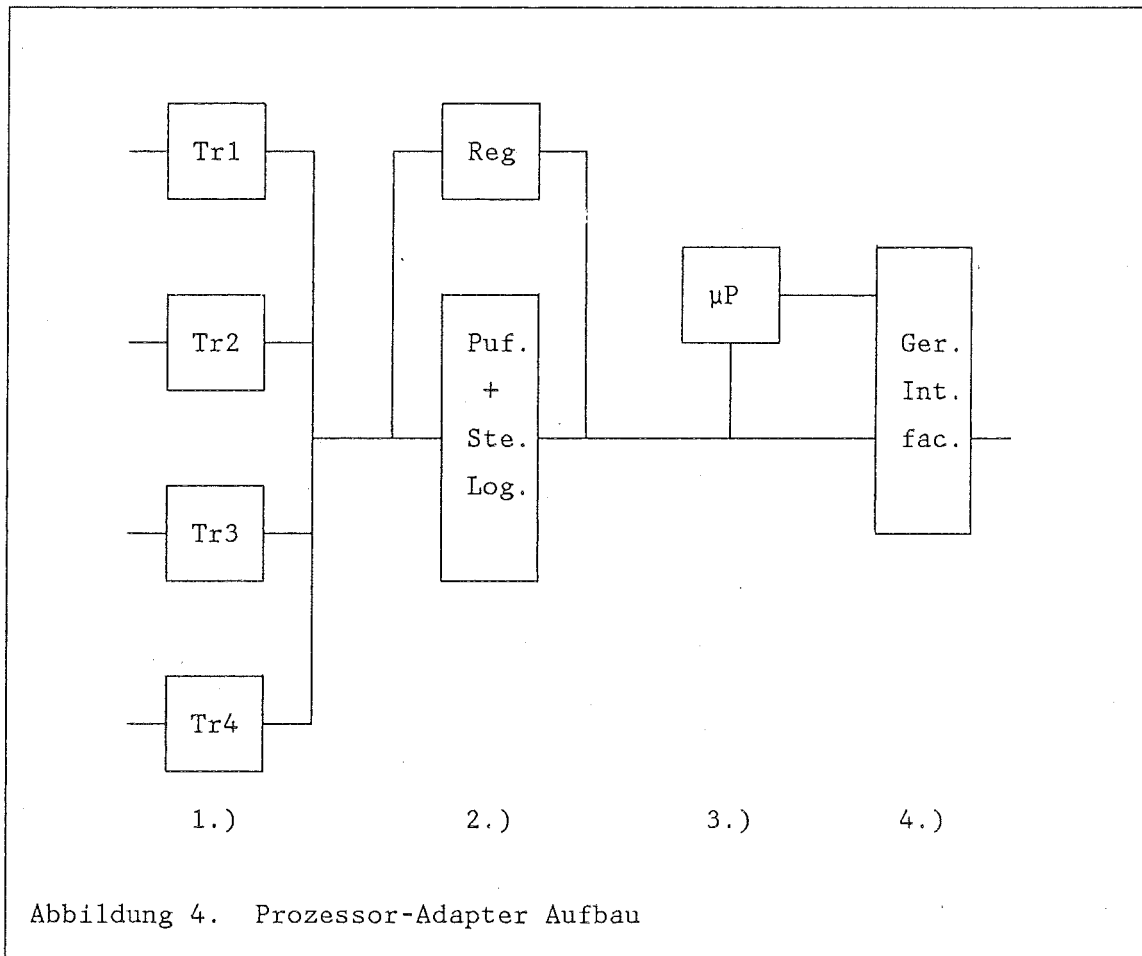 Tr1
Reg
Tr2
µP
Puf.
+
Ste.
Log.
Ger.
Int.
fac.
Tr3
Tr4
1.) 2.) 3.) 4.)
Abbildung 4. Prozessor-Adapter Aufbau